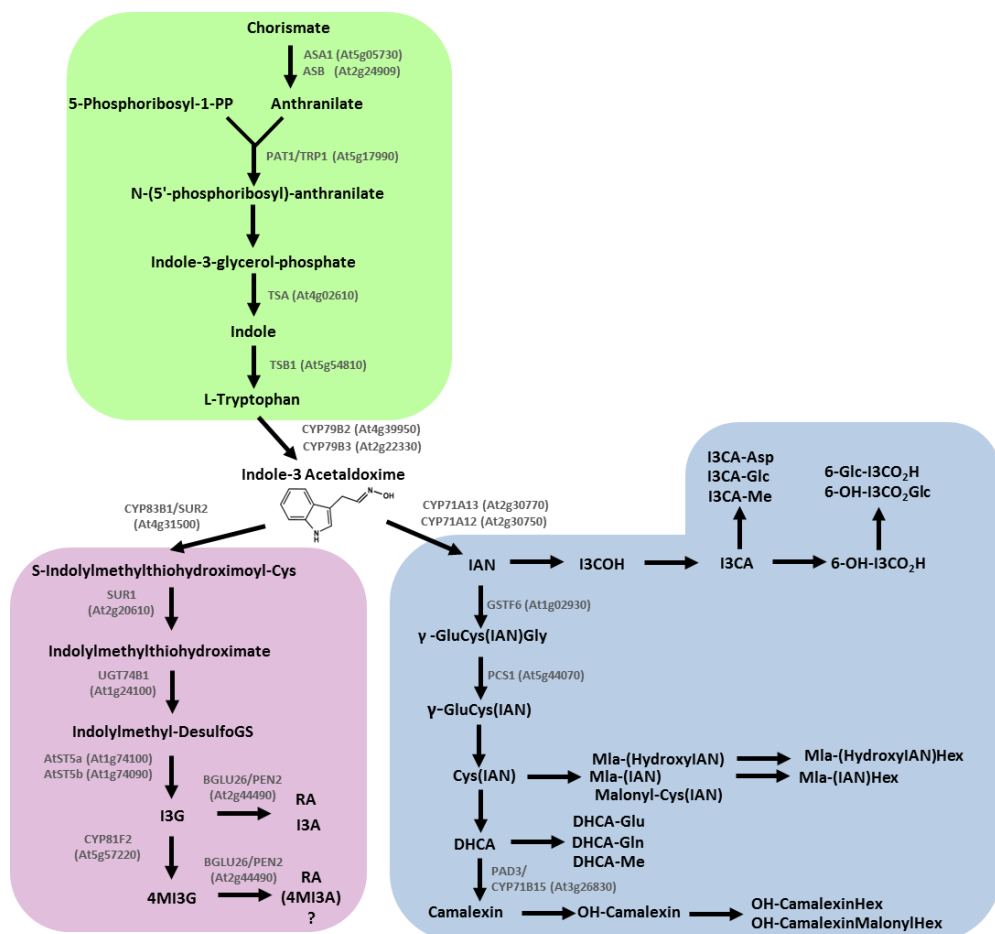 Chorismate
ASA1 (At5g05730)
ASB (At2g24909)
5-Phosphoribosyl-1-PP
Anthranilate
PAT1/TRP1 (At5g17990)
N-(5'-phosphoribosyl)-anthranilate
Indole-3-glycerol-phosphate
TSA (At4g02610)
Indole
TSB1 (At5g54810)
L-Tryptophan
CYP79B2 (At4g39950)
CYP79B3 (At2g22330)
Indole-3 Acetaldoxime
N
OH
N
H
CYP83B1/SUR2
(At4g31500)
S-Indolylmethylthiohydroximoyl-Cys
SUR1
(At2g20610)
Indolylmethylthiohydroximate
UGT74B1
(At1g24100)
Indolylmethyl-DesulfoGS
AtST5a (At1g74100)
AtST5b (At1g74090)
BGLU26/PEN2
(At2g44490)
I3G
RA
I3A
CYP81F2
(At5g57220)
BGLU26/PEN2
(At2g44490)
4MI3G
RA
(4MI3A)
?
CYP71A13 (At2g30770)
CYP71A12 (At2g30750)
I3CA-Asp
I3CA-Glc
I3CA-Me
6-Glc-I3CO₂H
6-OH-I3CO₂Glc
IAN
I3COH
I3CA
6-OH-I3CO₂H
GSTF6 (At1g02930)
γ -GluCys(IAN)Gly
PCS1 (At5g44070)
γ-GluCys(IAN)
Cys(IAN)
Mla-(HydroxyIAN)
Mla-(IAN)
Malonyl-Cys(IAN)
Mla-(HydroxyIAN)Hex
Mla-(IAN)Hex
DHCA
DHCA-Glu
DHCA-Gln
DHCA-Me
PAD3/
CYP71B15 (At3g26830)
Camalexin
OH-Camalexin
OH-CamalexinHex
OH-CamalexinMalonylHex